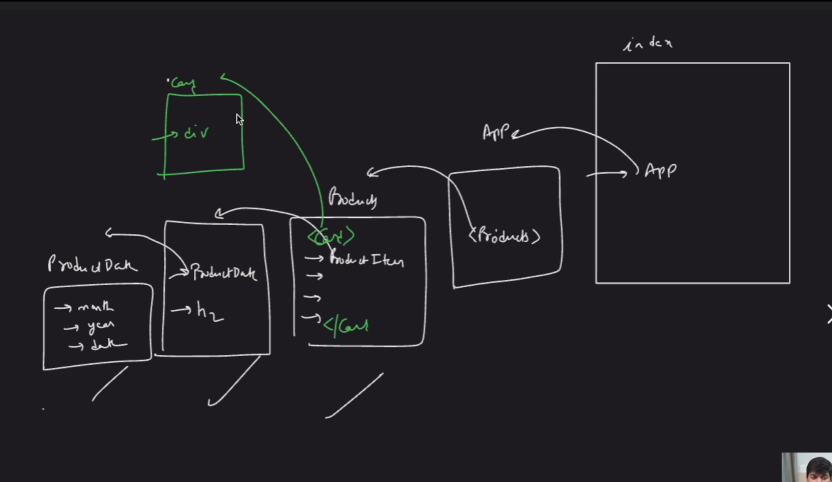 index
App
App
<Products>
Products
<Card>
ProductItem
</Card
Card
div
ProductDate
h2
ProductDate
month
year
date